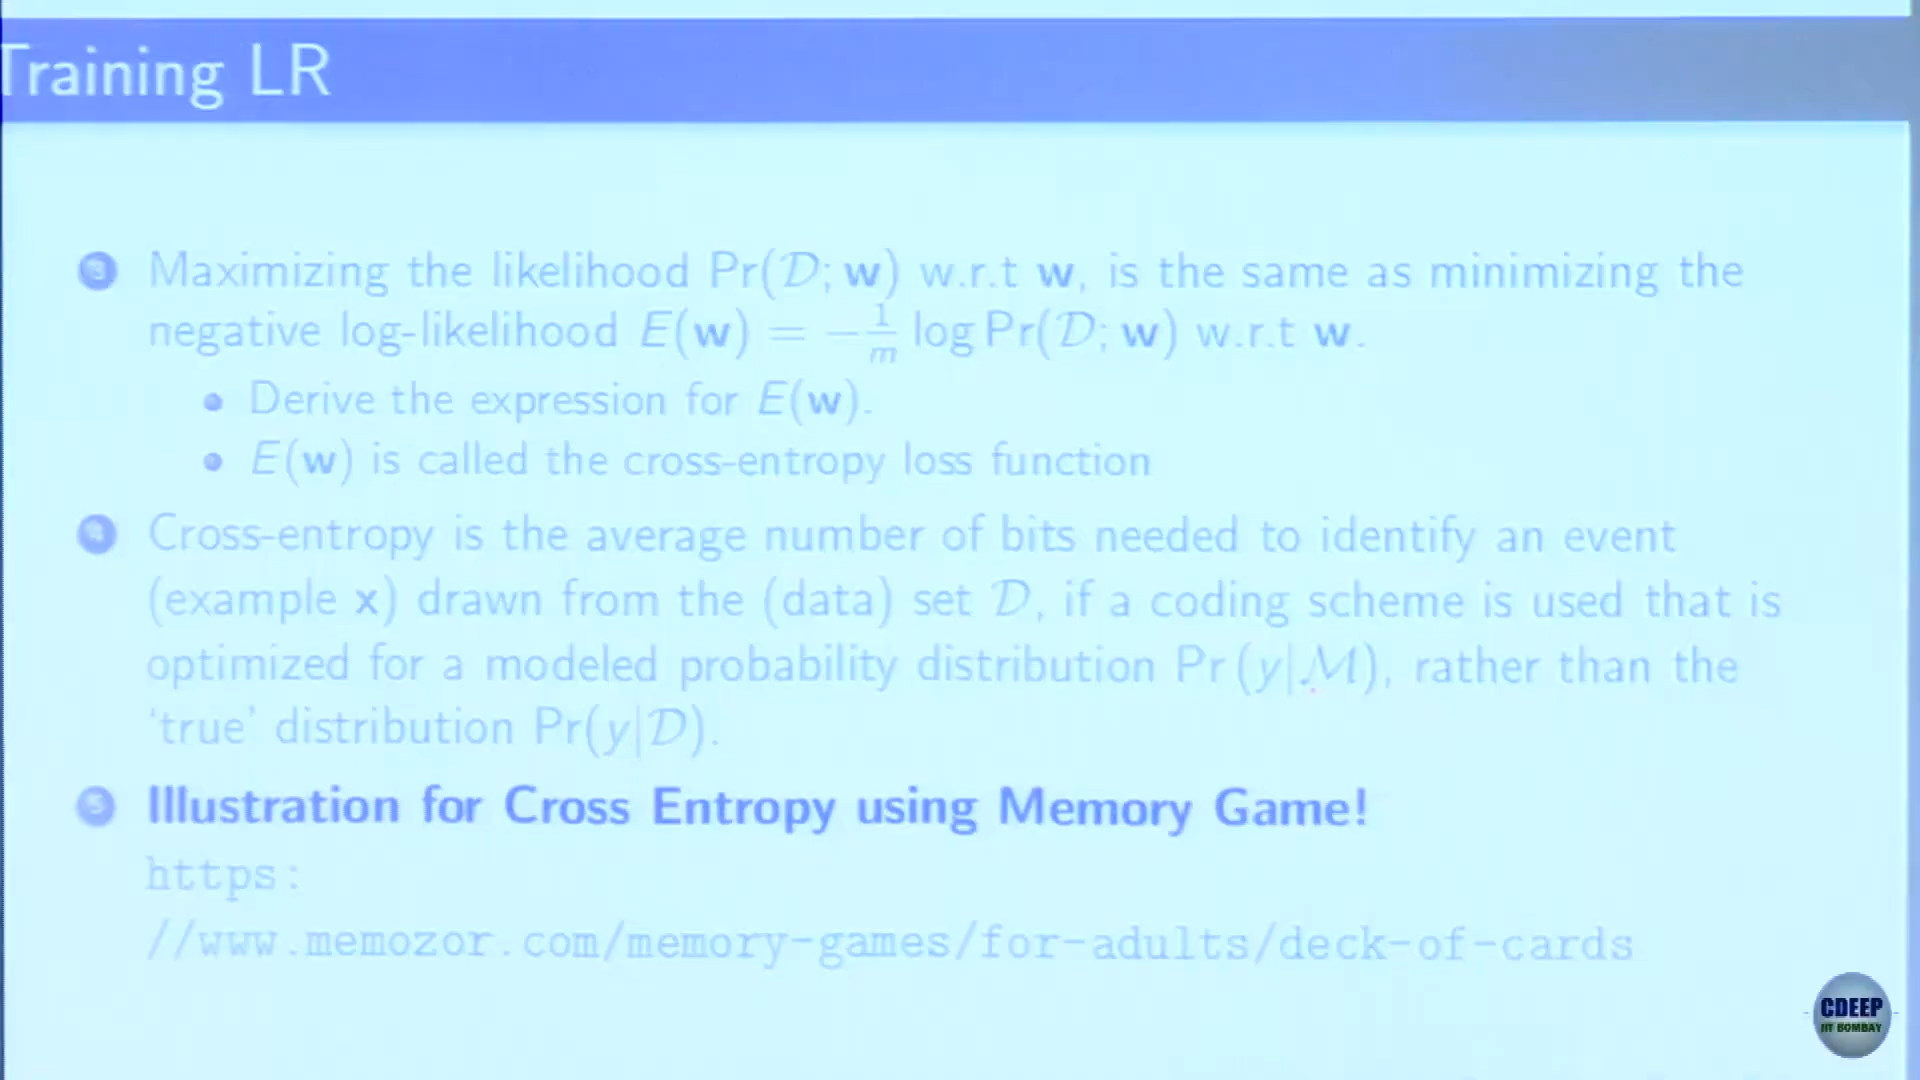 Training LR
3 Maximizing the likelihood Pr(𝒟; w) w.r.t w, is the same as minimizing the
negative log-likelihood E(w) = −1/m log Pr(𝒟; w) w.r.t w.
• Derive the expression for E(w).
• E(w) is called the cross-entropy loss function
4 Cross-entropy is the average number of bits needed to identify an event
(example x) drawn from the (data) set 𝒟, if a coding scheme is used that is
optimized for a modeled probability distribution Pr(y|ℳ), rather than the
‘true’ distribution Pr(y|𝒟).
5 Illustration for Cross Entropy using Memory Game!
https:
//www.memozor.com/memory-games/for-adults/deck-of-cards
CDEEP
IIT BOMBAY